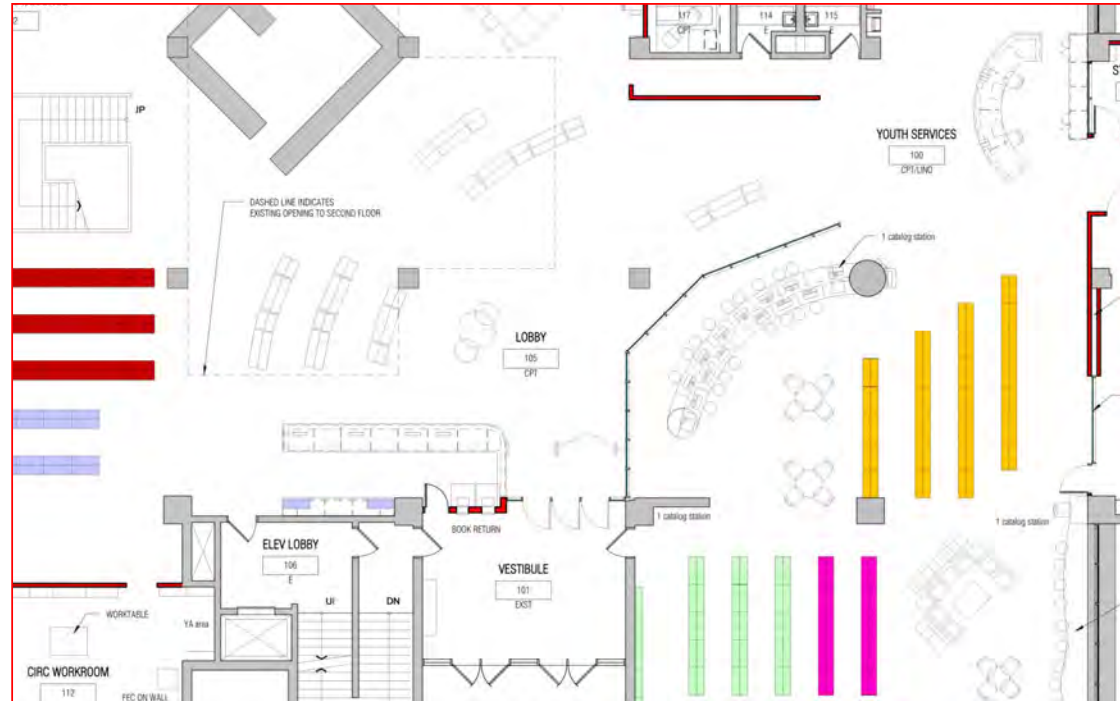 2
117
CPT
114
E
115
E
S
UP
YOUTH SERVICES
100
CPT/LINO
DASHED LINE INDICATES
EXISTING OPENING TO SECOND FLOOR
1 catalog station
LOBBY
105
CPT
BOOK RETURN
1 catalog station
1 catalog station
ELEV LOBBY
106
E
VESTIBULE
101
EXST
DN
WORKTABLE
YA area
CIRC WORKROOM
112
FEC ON WALL